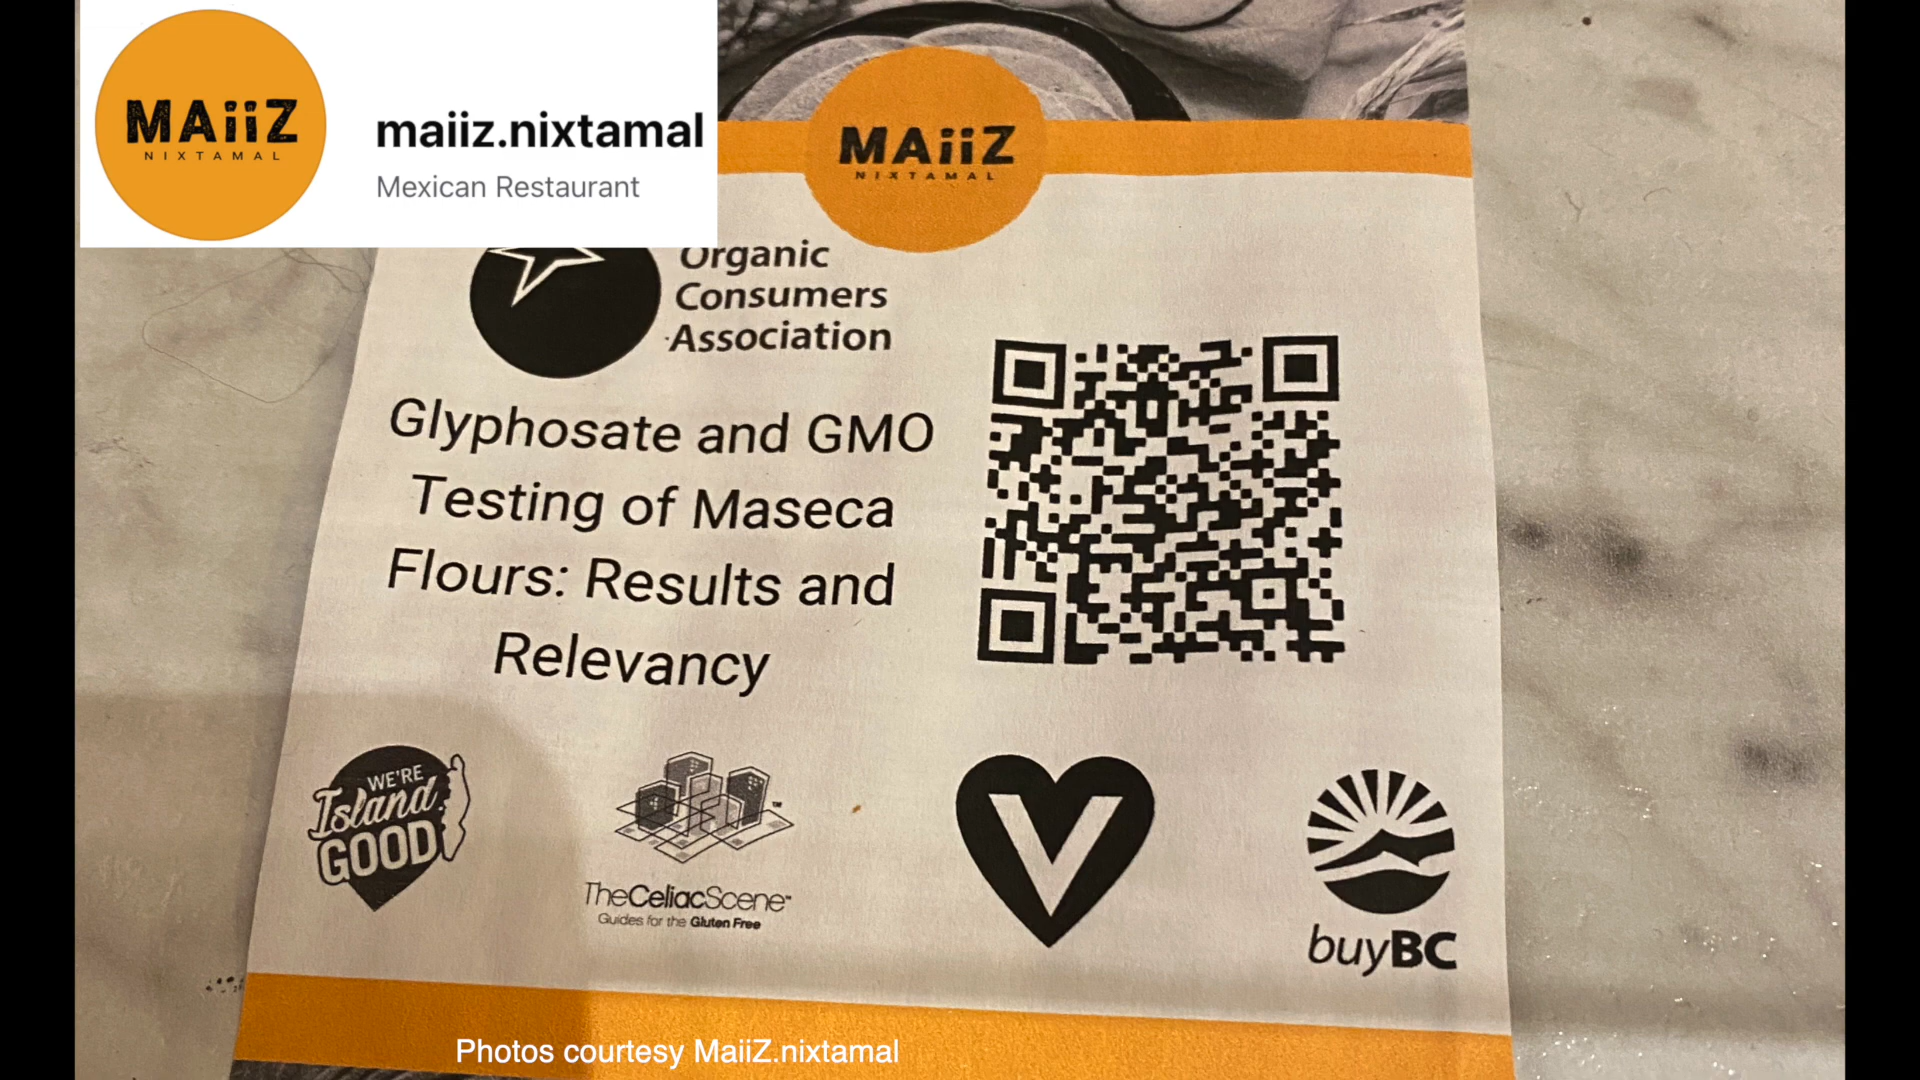 MAiiZ
NIXTAMAL
maiiz.nixtamal
Mexican Restaurant
MAiiZ
NIXTAMAL
Organic
Consumers
Association
Glyphosate and GMO
Testing of Maseca
Flours: Results and
Relevancy
WE'RE
Island
GOOD
TheCeliacScene™
Guides for the Gluten Free
V
buyBC
Photos courtesy MaiiZ.nixtamal